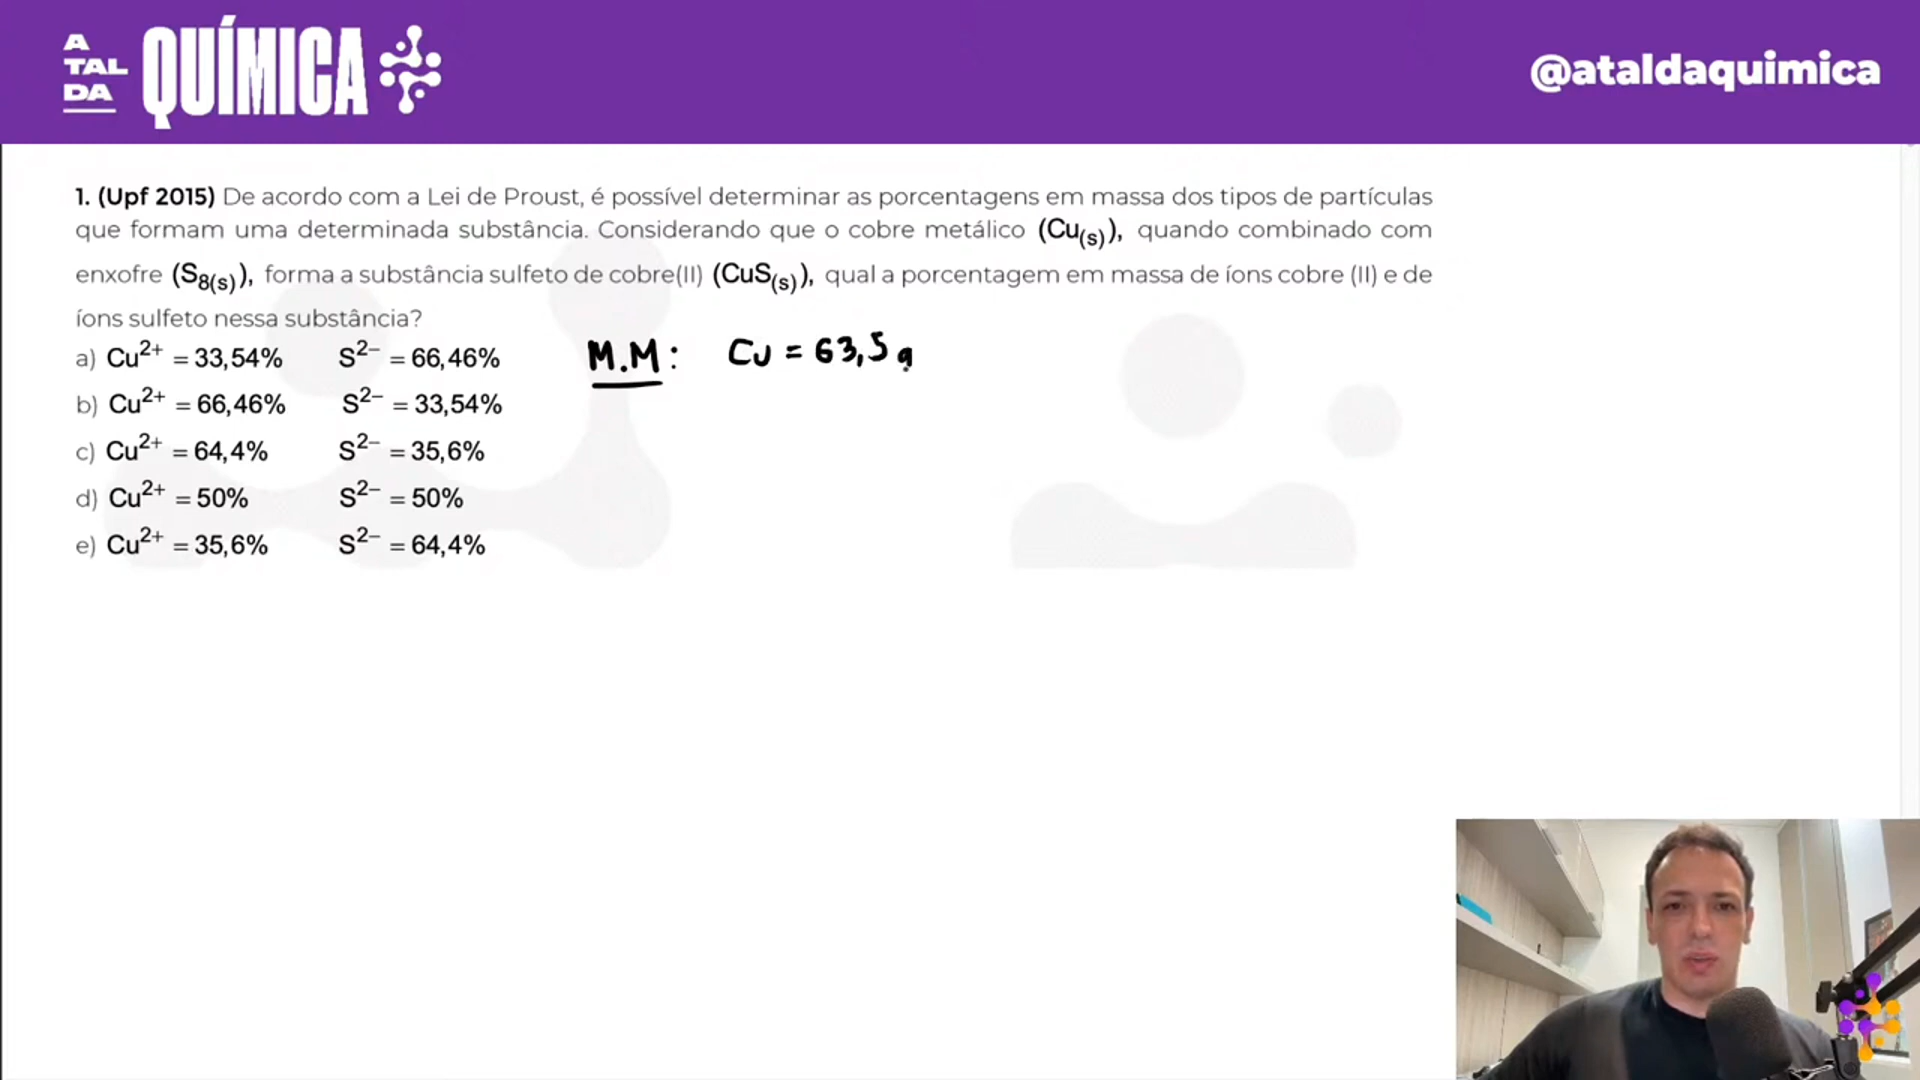 A TAL DA QUÍMICA
@ataldaquimica
1. (Upf 2015) De acordo com a Lei de Proust, é possível determinar as porcentagens em massa dos tipos de partículas
que formam uma determinada substância. Considerando que o cobre metálico (Cu(s)), quando combinado com
enxofre (S8(s)), forma a substância sulfeto de cobre(II) (CuS(s)), qual a porcentagem em massa de íons cobre (II) e de
íons sulfeto nessa substância?
a) Cu2+ = 33,54% S2− = 66,46%
b) Cu2+ = 66,46% S2− = 33,54%
c) Cu2+ = 64,4% S2− = 35,6%
d) Cu2+ = 50% S2− = 50%
e) Cu2+ = 35,6% S2− = 64,4%
M.M: Cu = 63,5 g